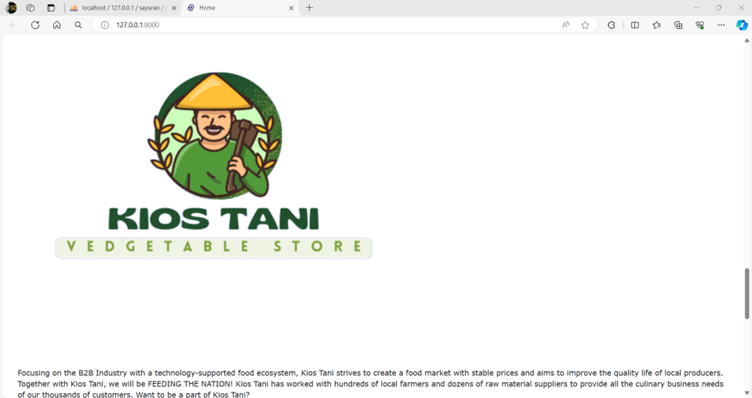 localhost / 127.0.0.1 / sayuran /
Home
127.0.0.1:8000
KIOS TANI
VEDGETABLE STORE
Focusing on the B2B Industry with a technology-supported food ecosystem, Kios Tani strives to create a food market with stable prices and aims to improve the quality life of local producers.
Together with Kios Tani, we will be FEEDING THE NATION! Kios Tani has worked with hundreds of local farmers and dozens of raw material suppliers to provide all the culinary business needs
of our thousands of customers. Want to be a part of Kios Tani?